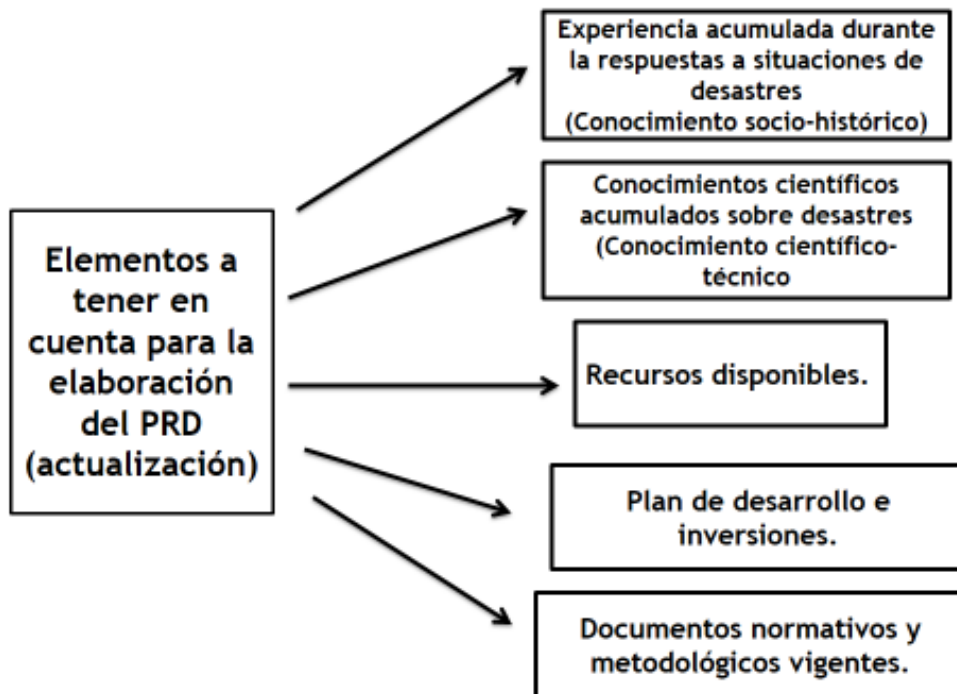 Experiencia acumulada durante
la respuestas a situaciones de
desastres
(Conocimiento socio-histórico)
Conocimientos científicos
acumulados sobre desastres
(Conocimiento científico-
técnico
Elementos a
tener en
cuenta para la
elaboración
del PRD
(actualización)
Recursos disponibles.
Plan de desarrollo e
inversiones.
Documentos normativos y
metodológicos vigentes.